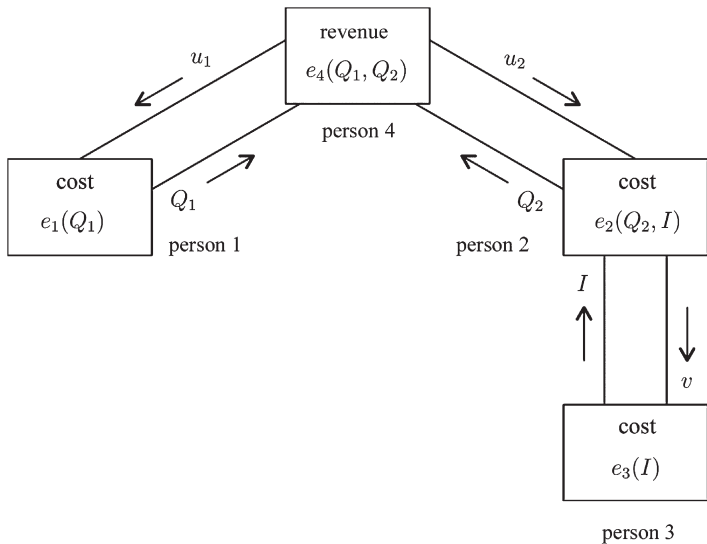 revenue
e₄(Q₁, Q₂)
person 4
u₁
u₂
cost
e₁(Q₁)
person 1
Q₁
Q₂
cost
e₂(Q₂, I)
person 2
I
v
cost
e₃(I)
person 3